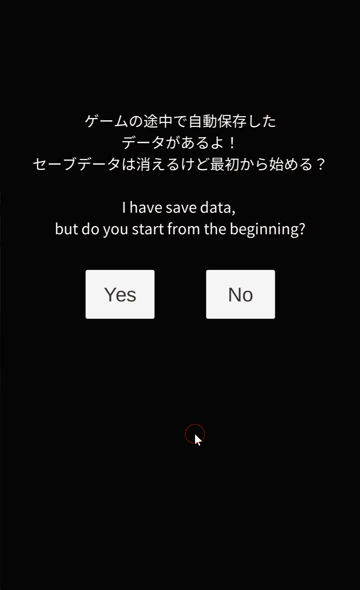 ゲームの途中で自動保存した
データがあるよ！
セーブデータは消えるけど最初から始める？
I have save data,
but do you start from the beginning?
Yes
No